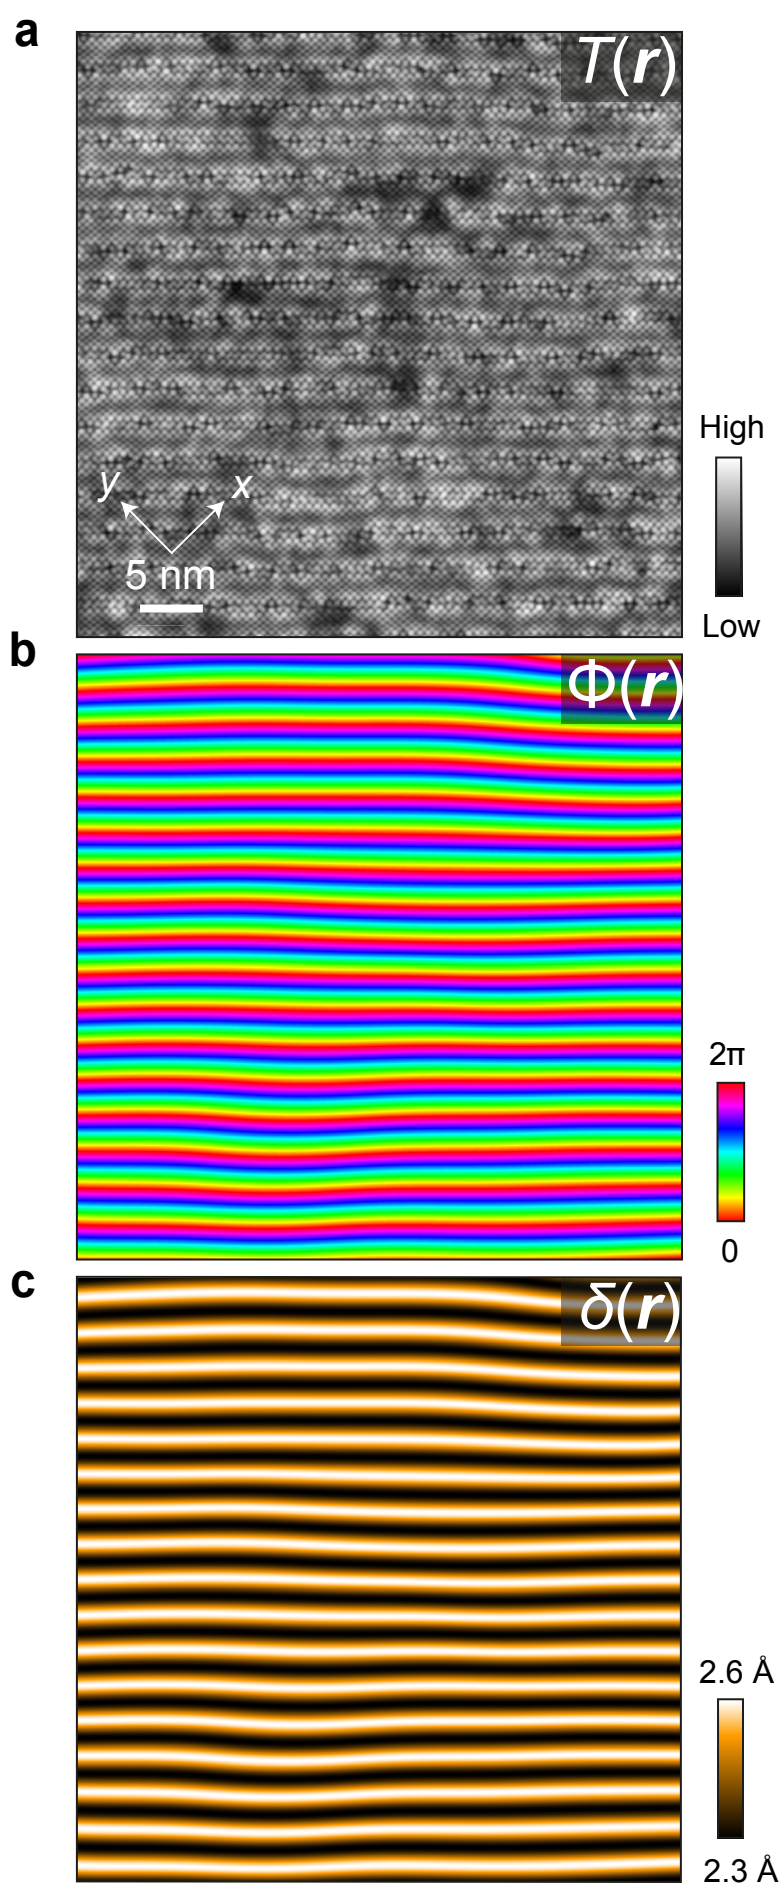 a
T(r)
y
x
5 nm
High
Low
b
Φ(r)
2π
0
c
δ(r)
2.6 Å
2.3 Å